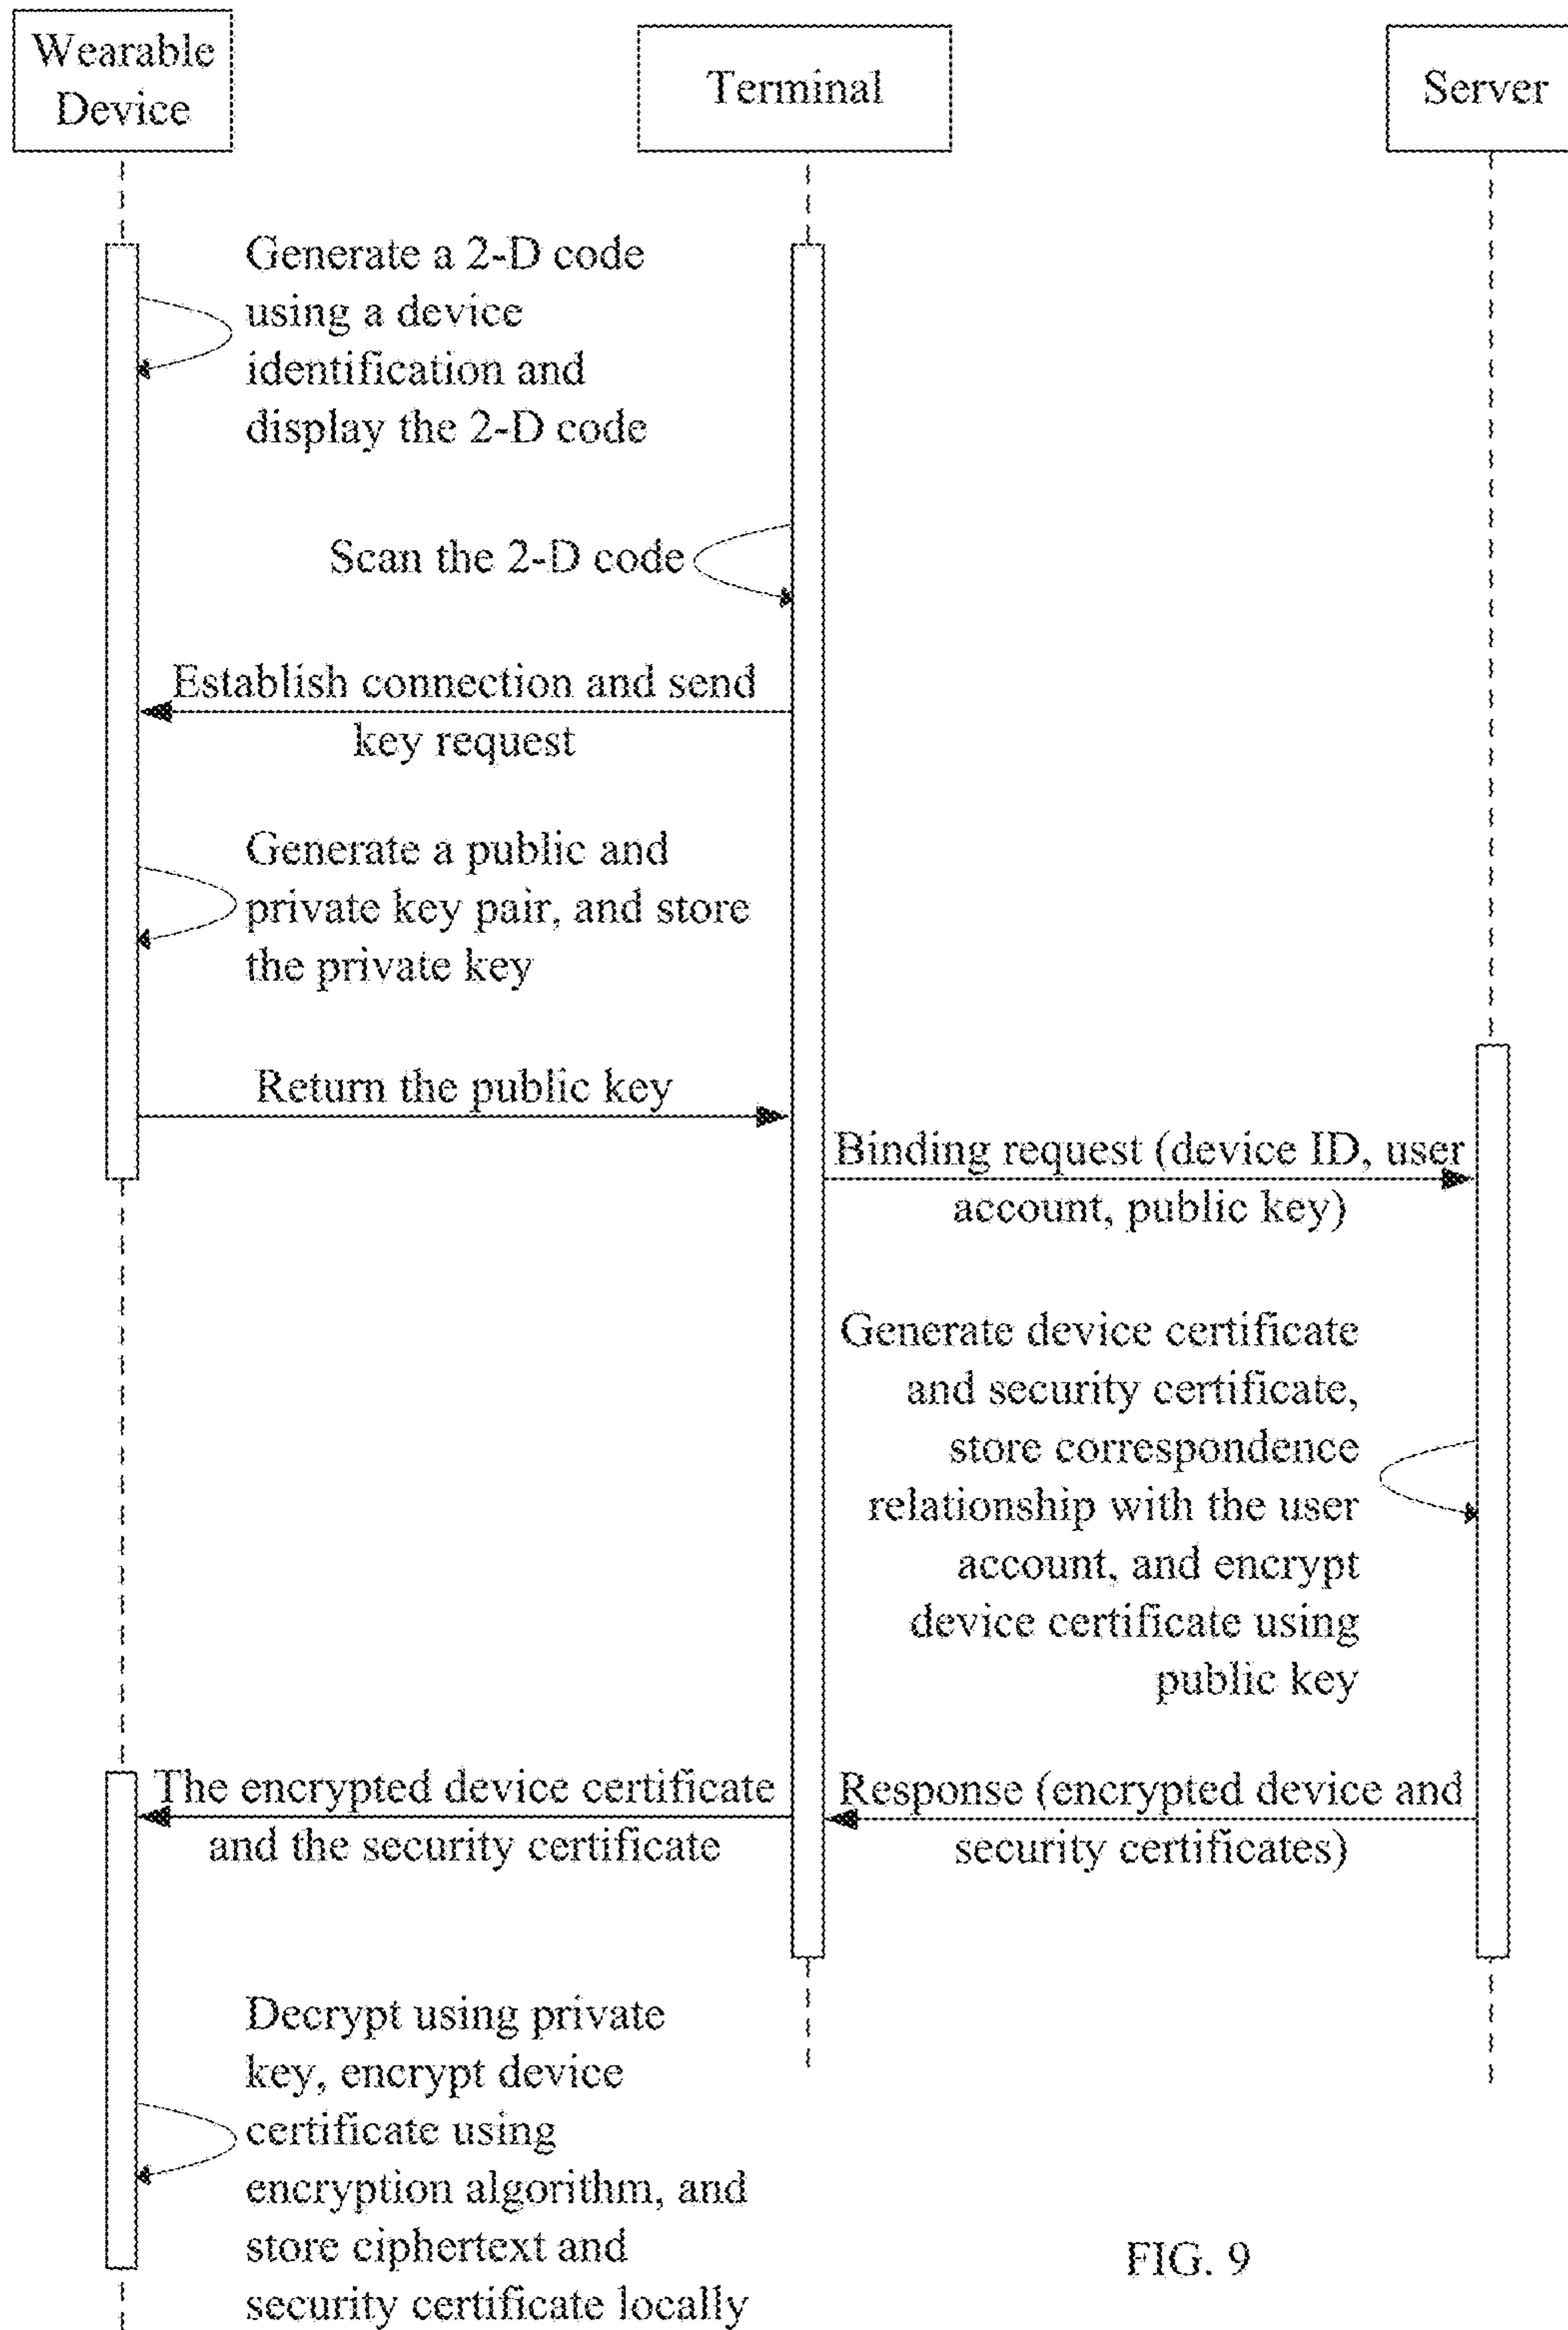 Wearable
Device
Terminal
Server
Generate a 2-D code
using a device
identification and
display the 2-D code
Scan the 2-D code
Establish connection and send
key request
Generate a public and
private key pair, and store
the private key
Return the public key
Binding request (device ID, user
account, public key)
Generate device certificate
and security certificate,
store correspondence
relationship with the user
account, and encrypt
device certificate using
public key
The encrypted device certificate
and the security certificate
Response (encrypted device and
security certificates)
Decrypt using private
key, encrypt device
certificate using
encryption algorithm, and
store ciphertext and
security certificate locally
FIG. 9